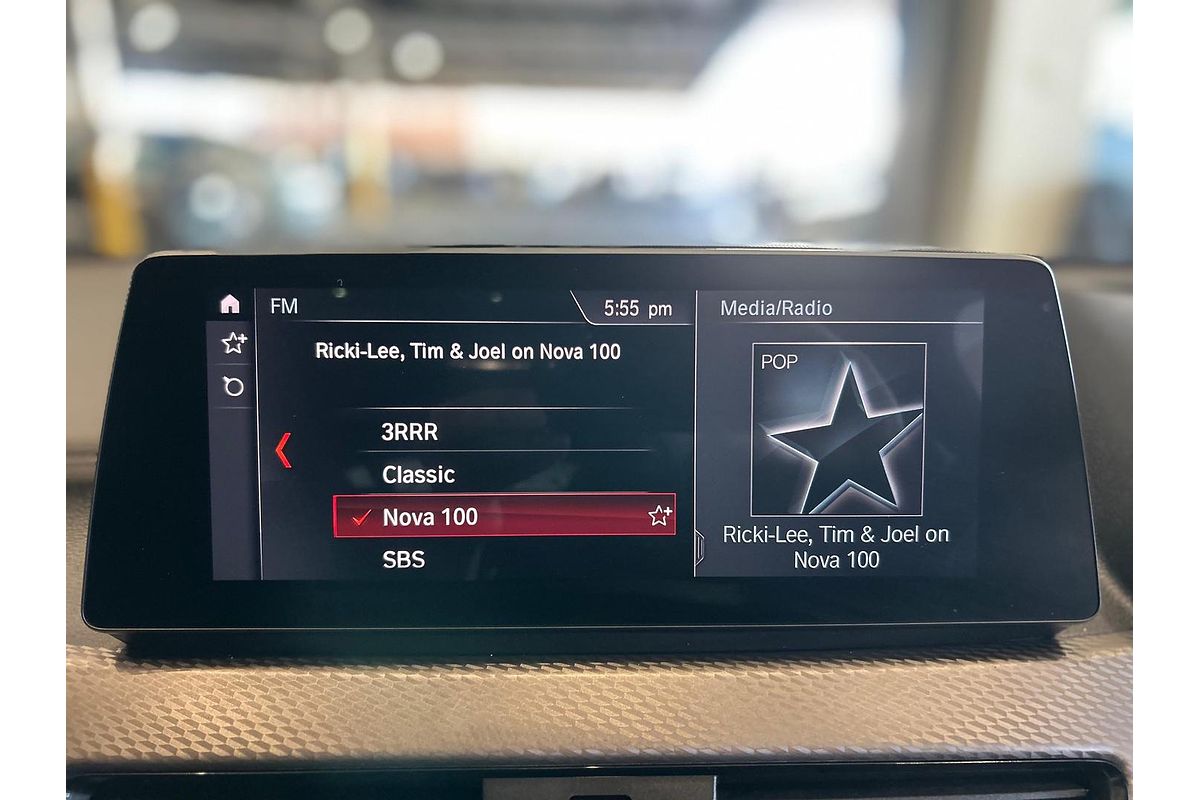 FM
5:55 pm
Media/Radio
Ricki-Lee, Tim & Joel on Nova 100
3RRR
Classic
Nova 100
SBS
POP
Ricki-Lee, Tim & Joel on
Nova 100